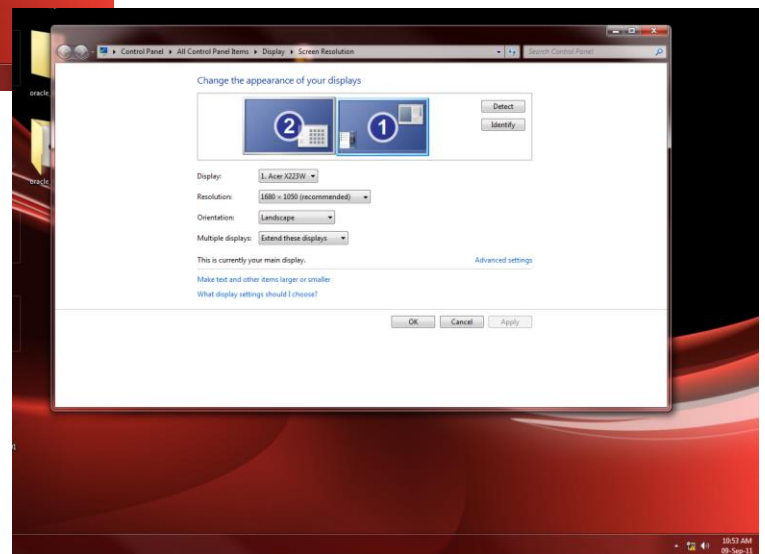 Control Panel ▸ All Control Panel Items ▸ Display ▸ Screen Resolution
Search Control Panel
oracle
oracle
Change the appearance of your displays
2
1
Detect
Identify
Display:
1. Acer X223W
Resolution:
1680 × 1050 (recommended)
Orientation:
Landscape
Multiple displays:
Extend these displays
This is currently your main display.
Advanced settings
Make text and other items larger or smaller
What display settings should I choose?
OK
Cancel
Apply
10:53 AM
09-Sep-11